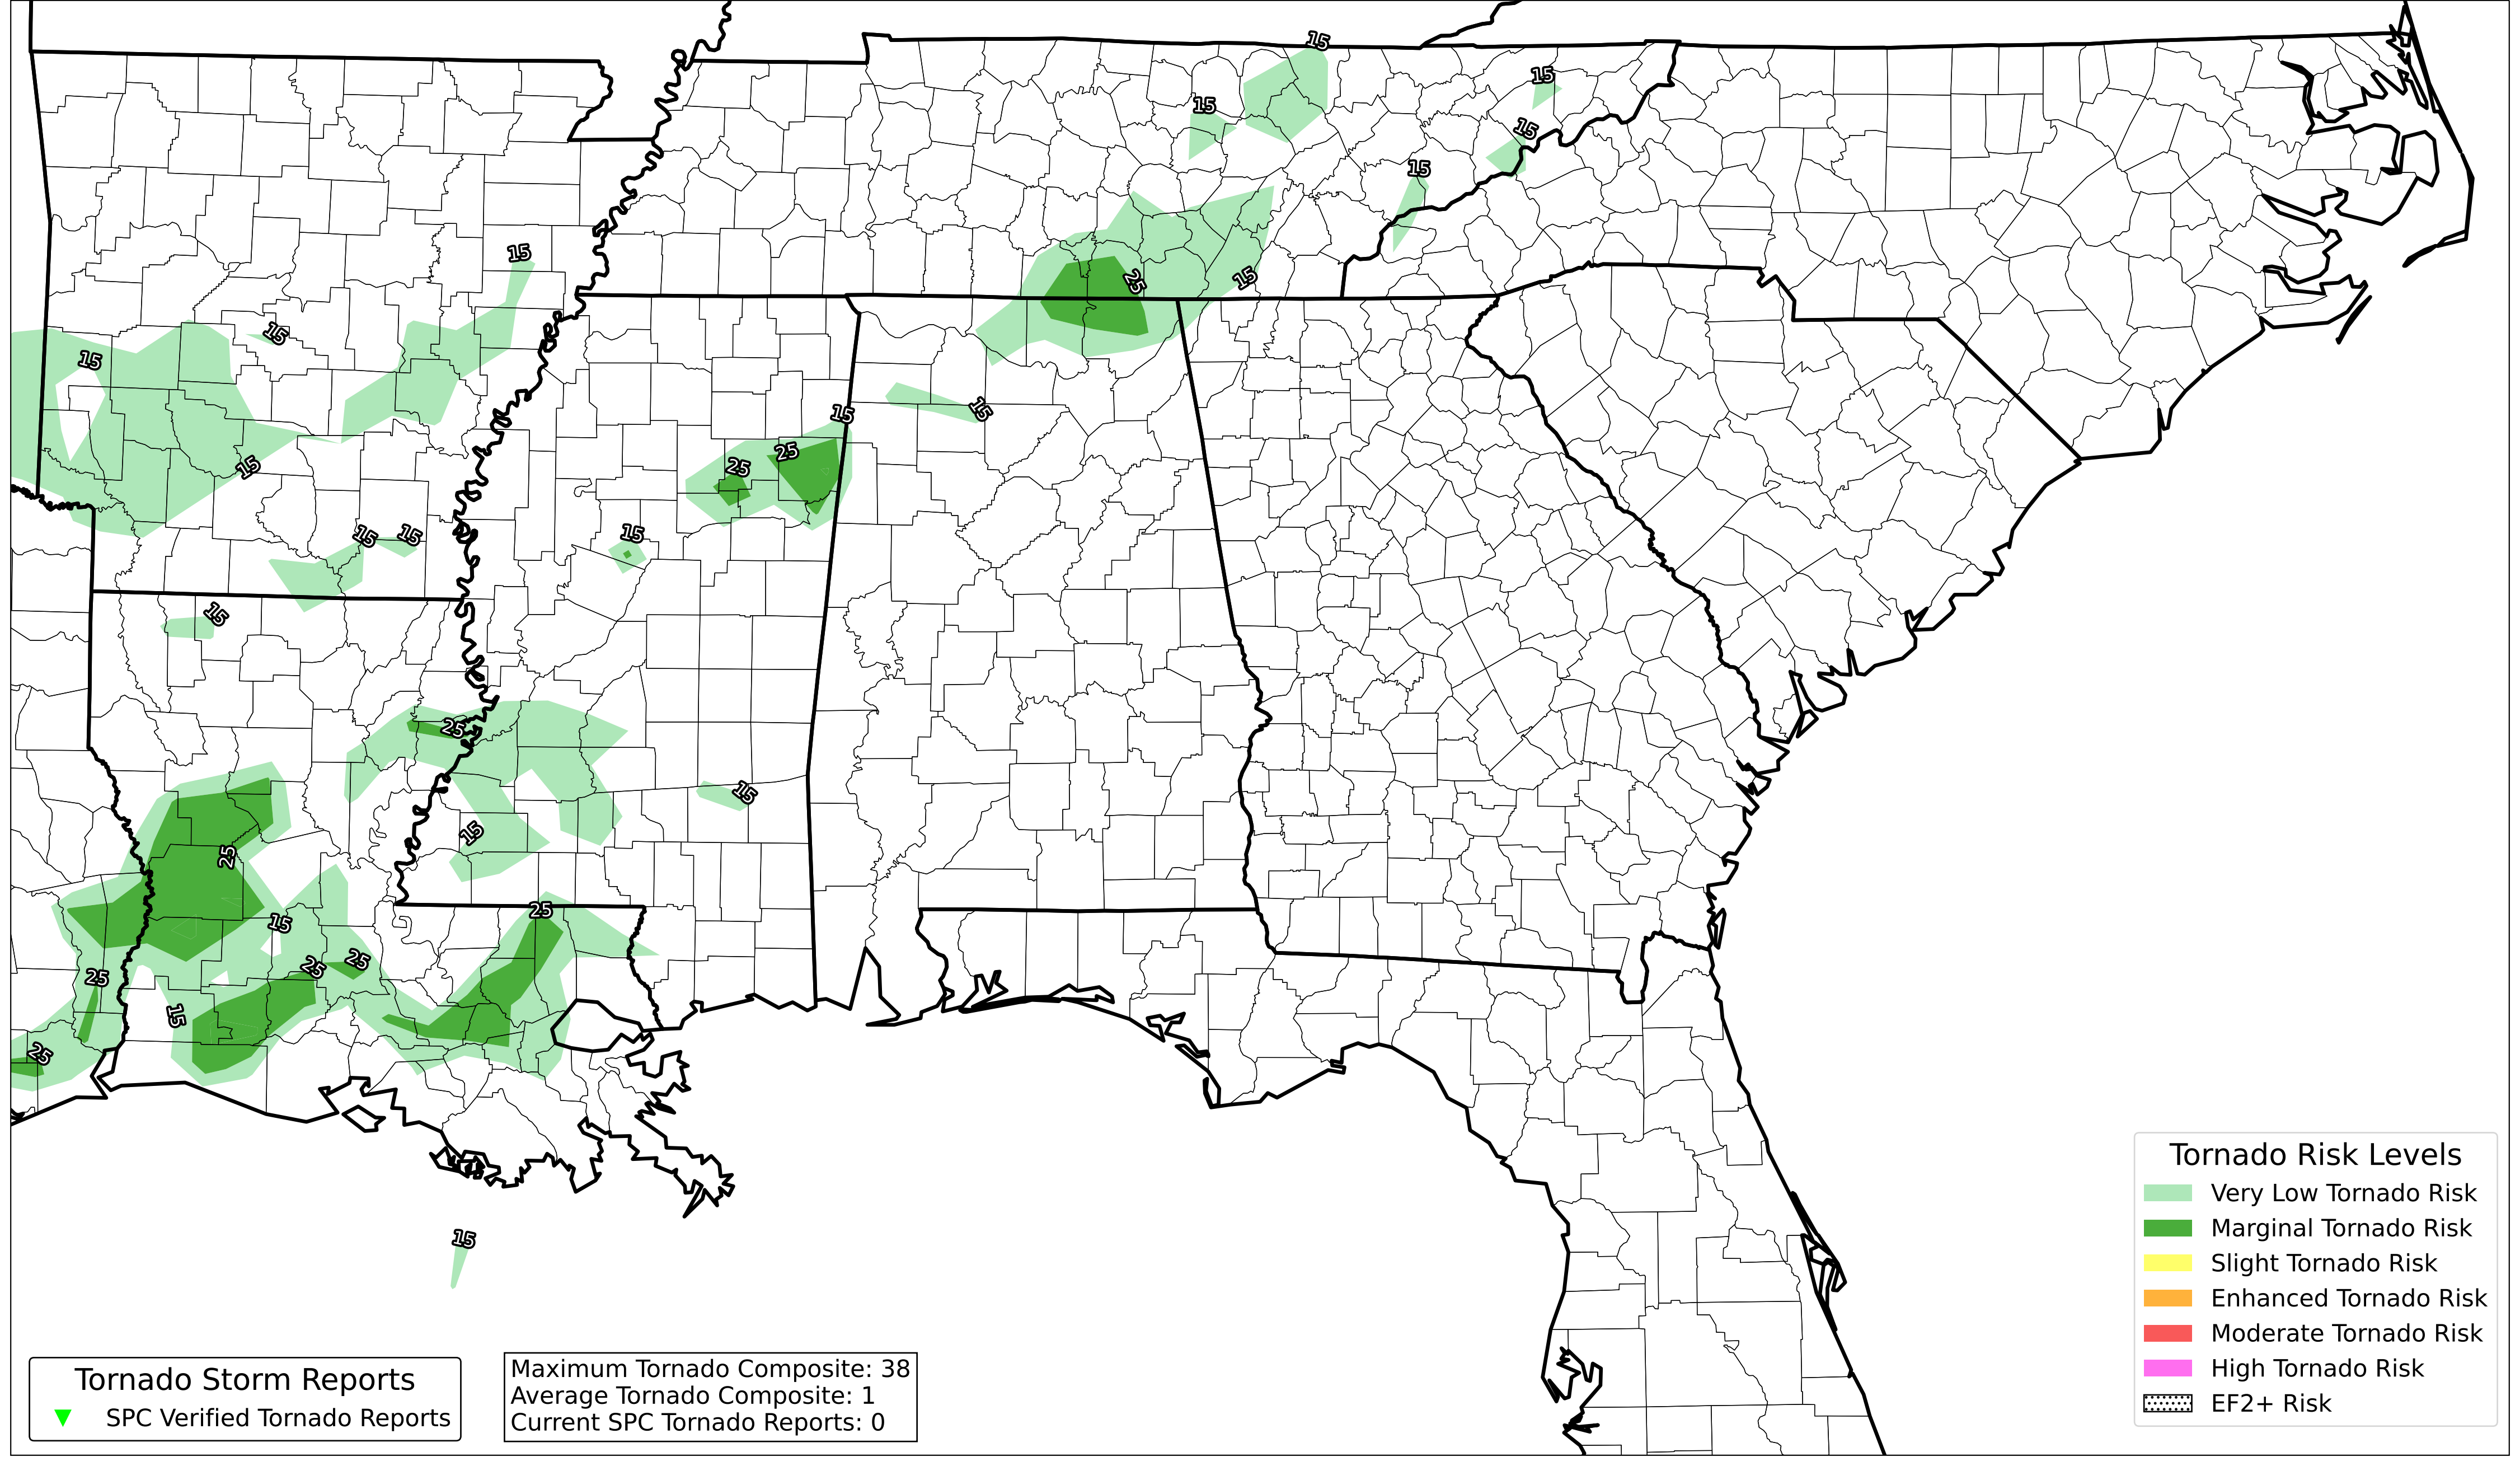 15
15
15
15
15
15
15
25
15
15
15
15
15
25
25
15
15
15
15
15
25
15
15
25
25
15
25
25
25
15
25
15
Tornado Risk Levels
Very Low Tornado Risk
Marginal Tornado Risk
Slight Tornado Risk
Enhanced Tornado Risk
Moderate Tornado Risk
High Tornado Risk
EF2+ Risk
Tornado Storm Reports
SPC Verified Tornado Reports
Maximum Tornado Composite: 38
Average Tornado Composite: 1
Current SPC Tornado Reports: 0